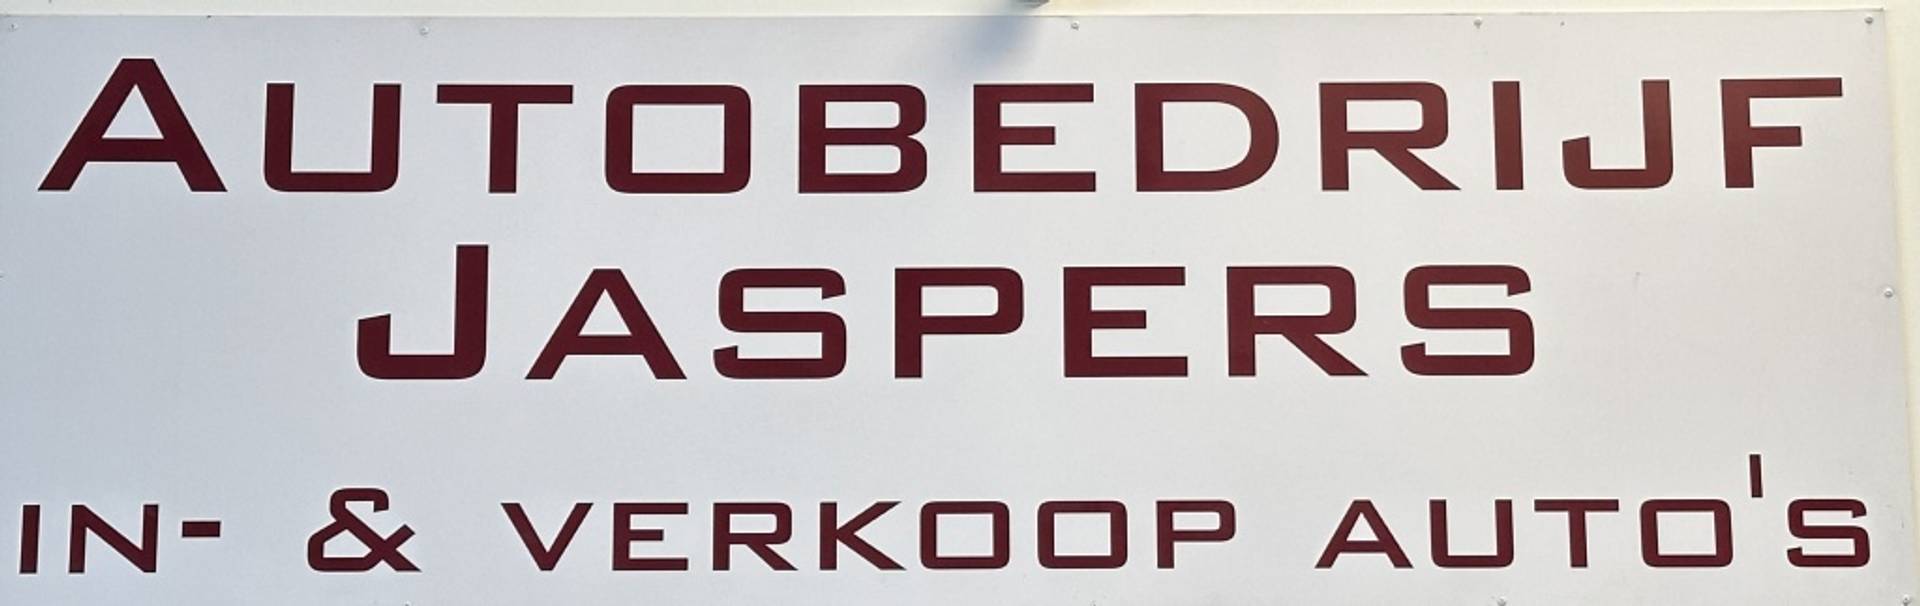 AUTOBEDRIJF
JASPERS
IN- & VERKOOP AUTO'S